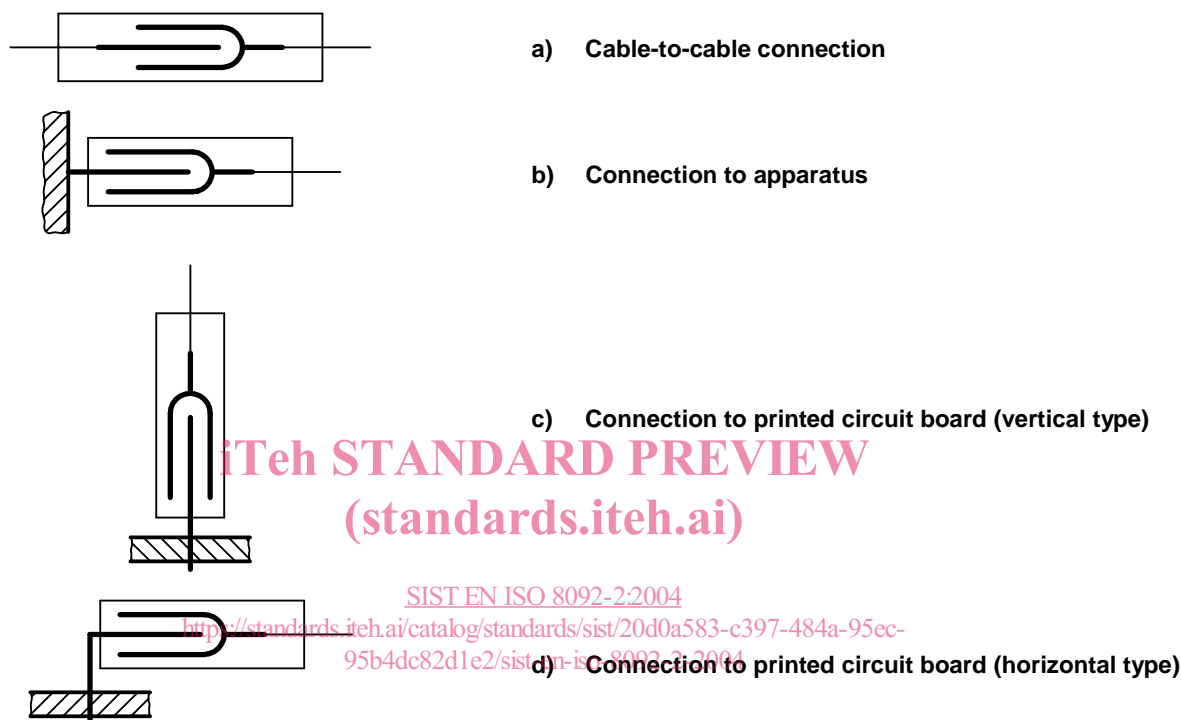 a) Cable-to-cable connection
b) Connection to apparatus
c) Connection to printed circuit board (vertical type)
iTeh STANDARD PREVIEW
(standards.iteh.ai)
SIST EN ISO 8092-2:2004
https://standards.iteh.ai/catalog/standards/sist/20d0a583-c397-484a-95ec-
95b4dc82d1e2/sist-en-iso-8092-2-2004
d) Connection to printed circuit board (horizontal type)